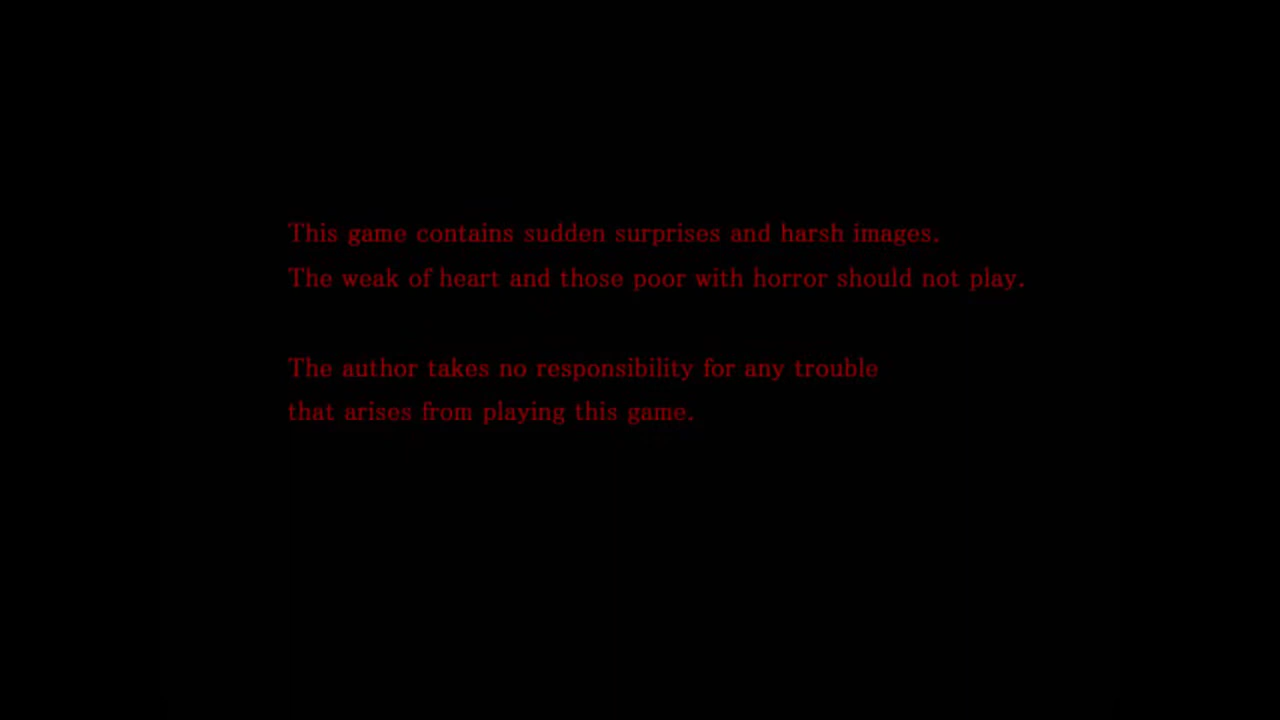 This game contains sudden surprises and harsh images.
The weak of heart and those poor with horror should not play.
The author takes no responsibility for any trouble
that arises from playing this game.